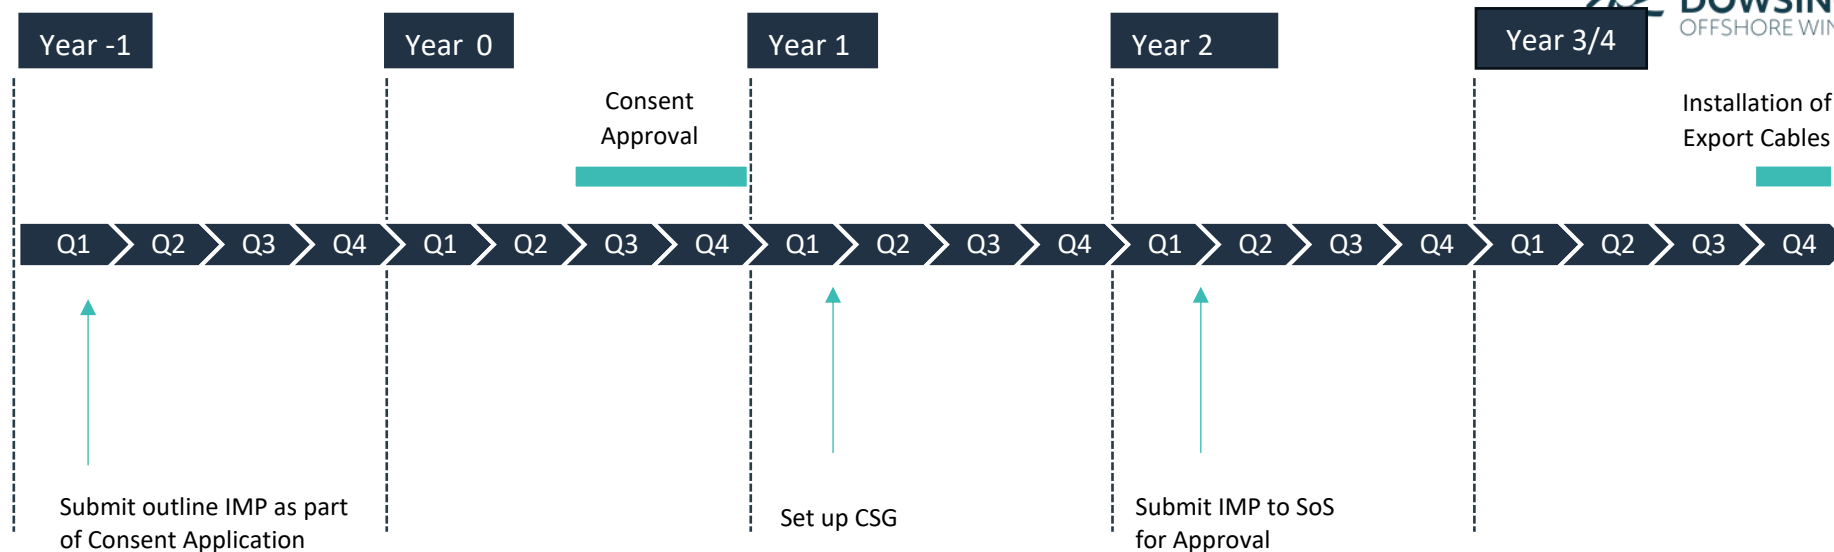 DOWSIN
OFFSHORE WIN
Year -1
Year 0
Year 1
Year 2
Year 3/4
Consent
Approval
Installation of
Export Cables
Q1 Q2 Q3 Q4 Q1 Q2 Q3 Q4 Q1 Q2 Q3 Q4 Q1 Q2 Q3 Q4 Q1 Q2 Q3 Q4
Submit outline IMP as part
of Consent Application
Set up CSG
Submit IMP to SoS
for Approval